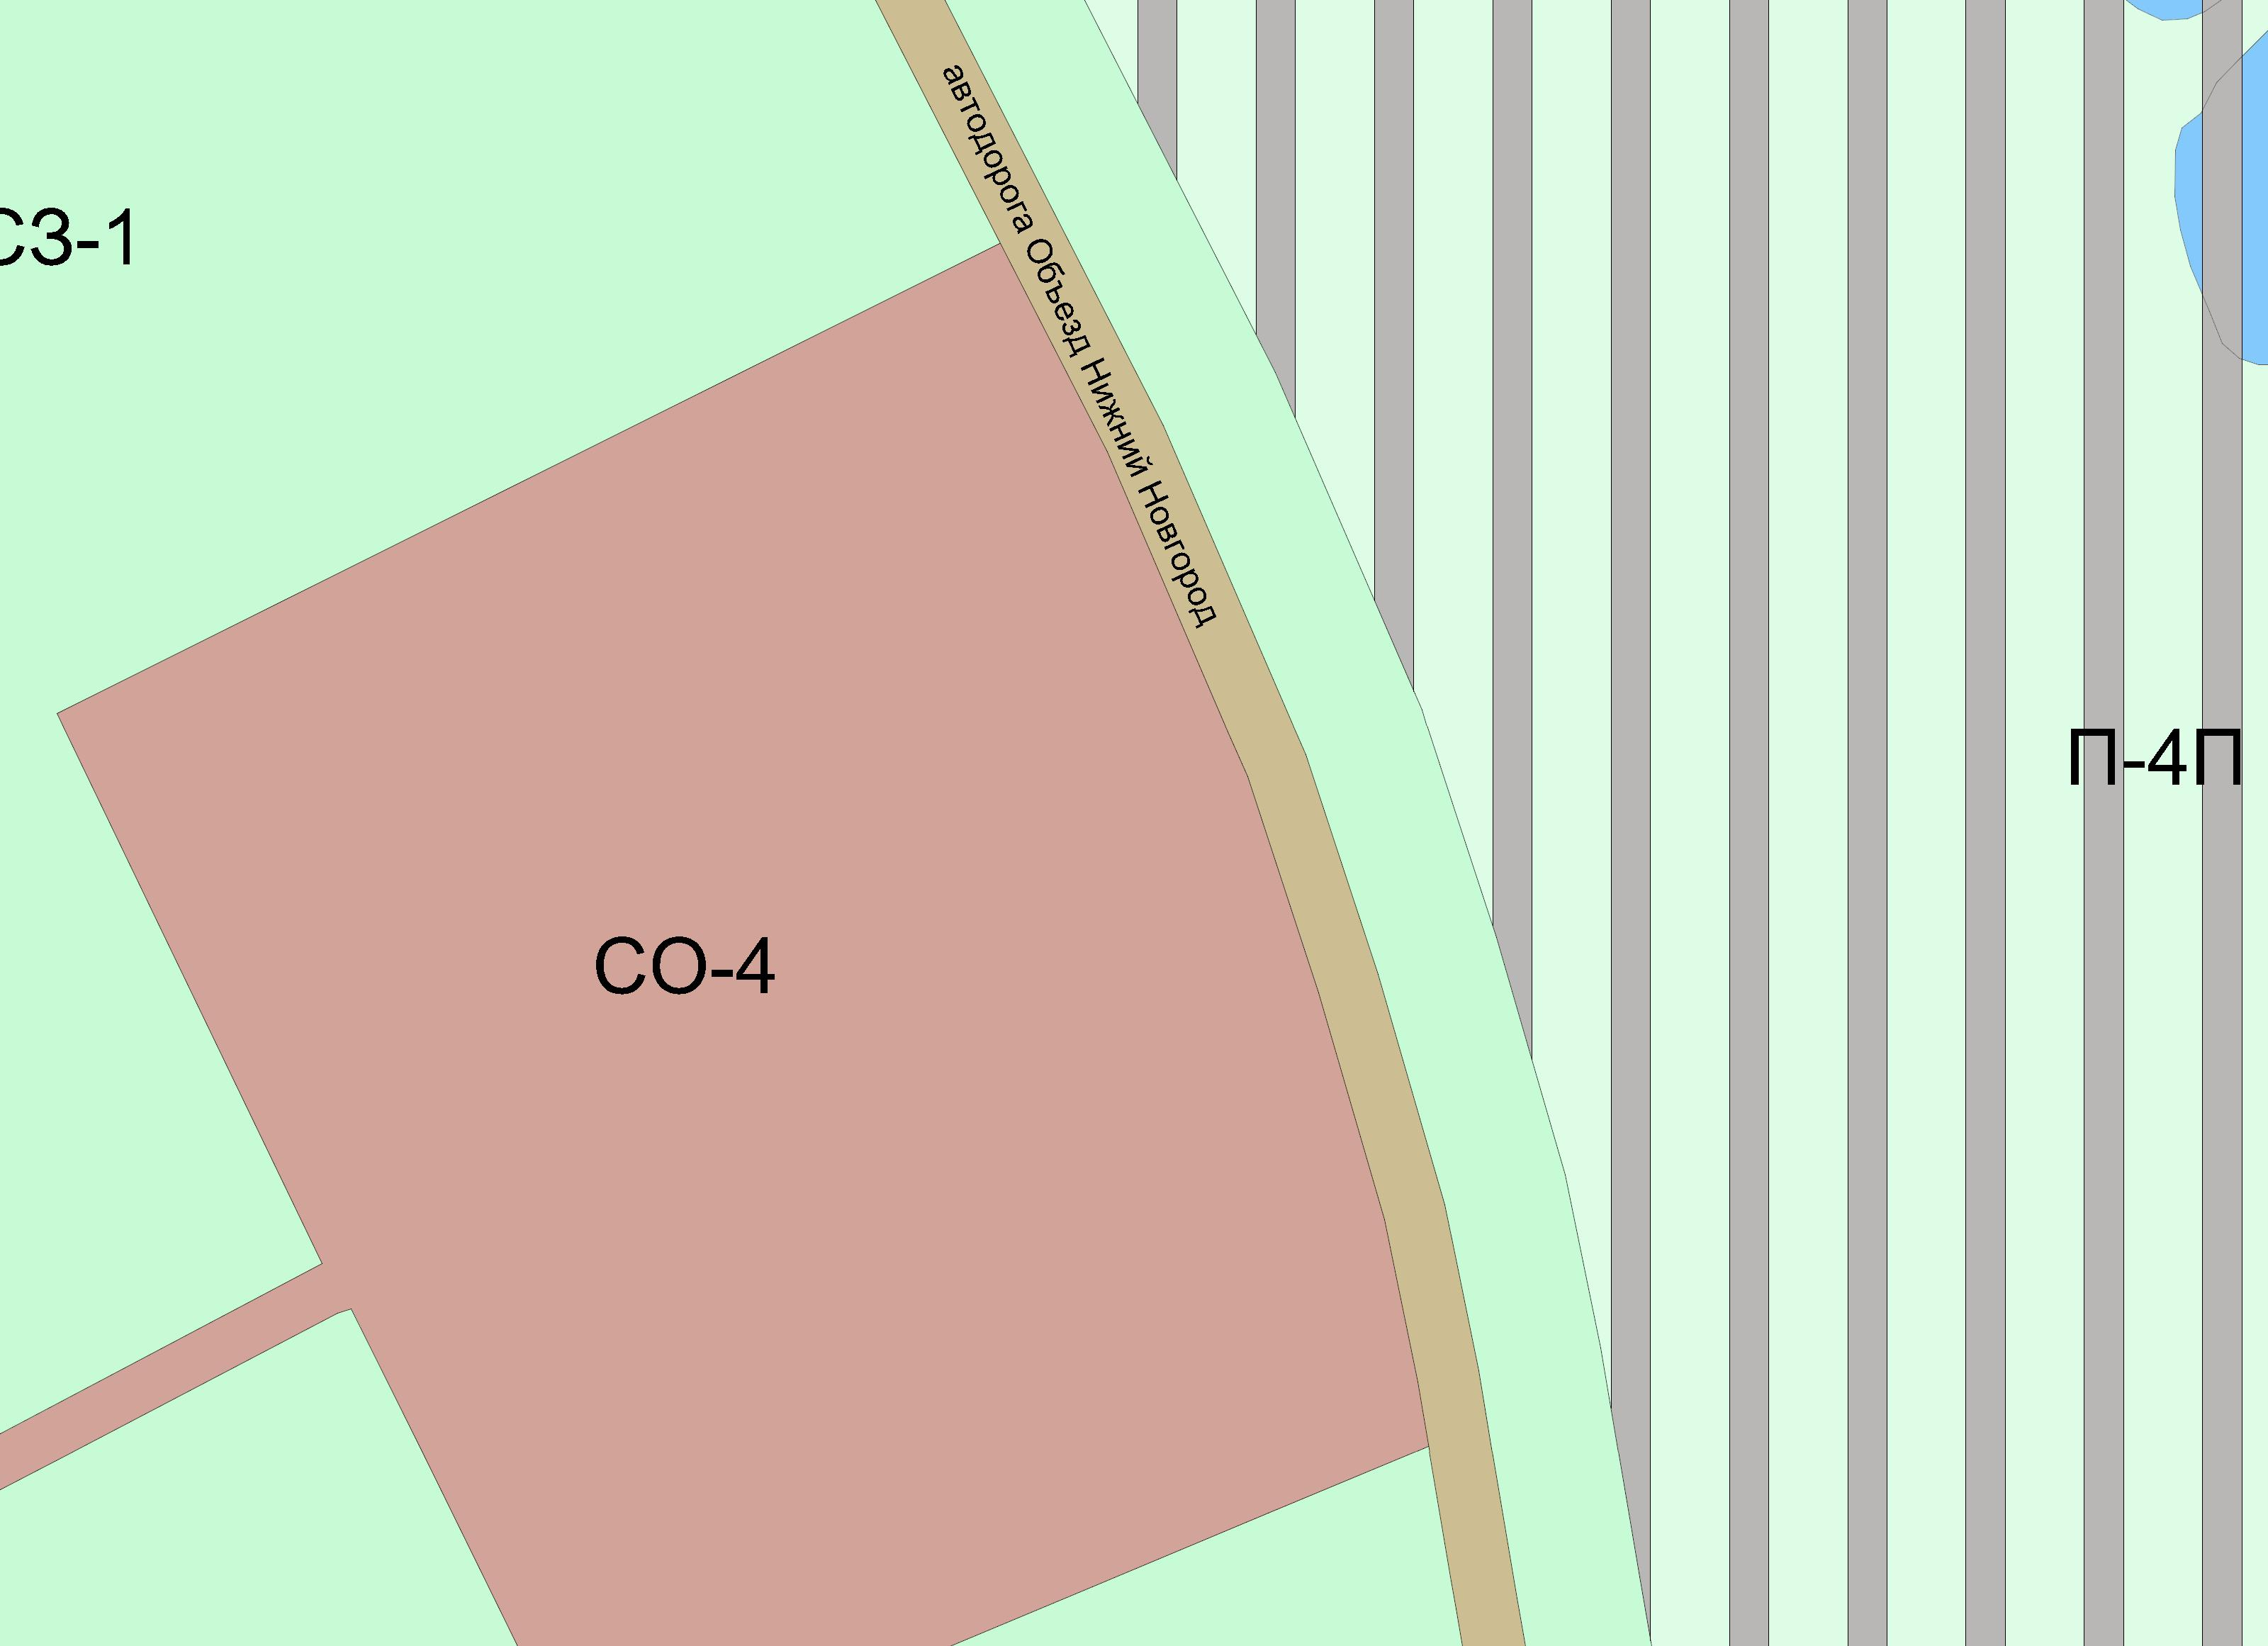 СЗ-1
автодорога Объезд Нижний Новгород
П-4П
СО-4